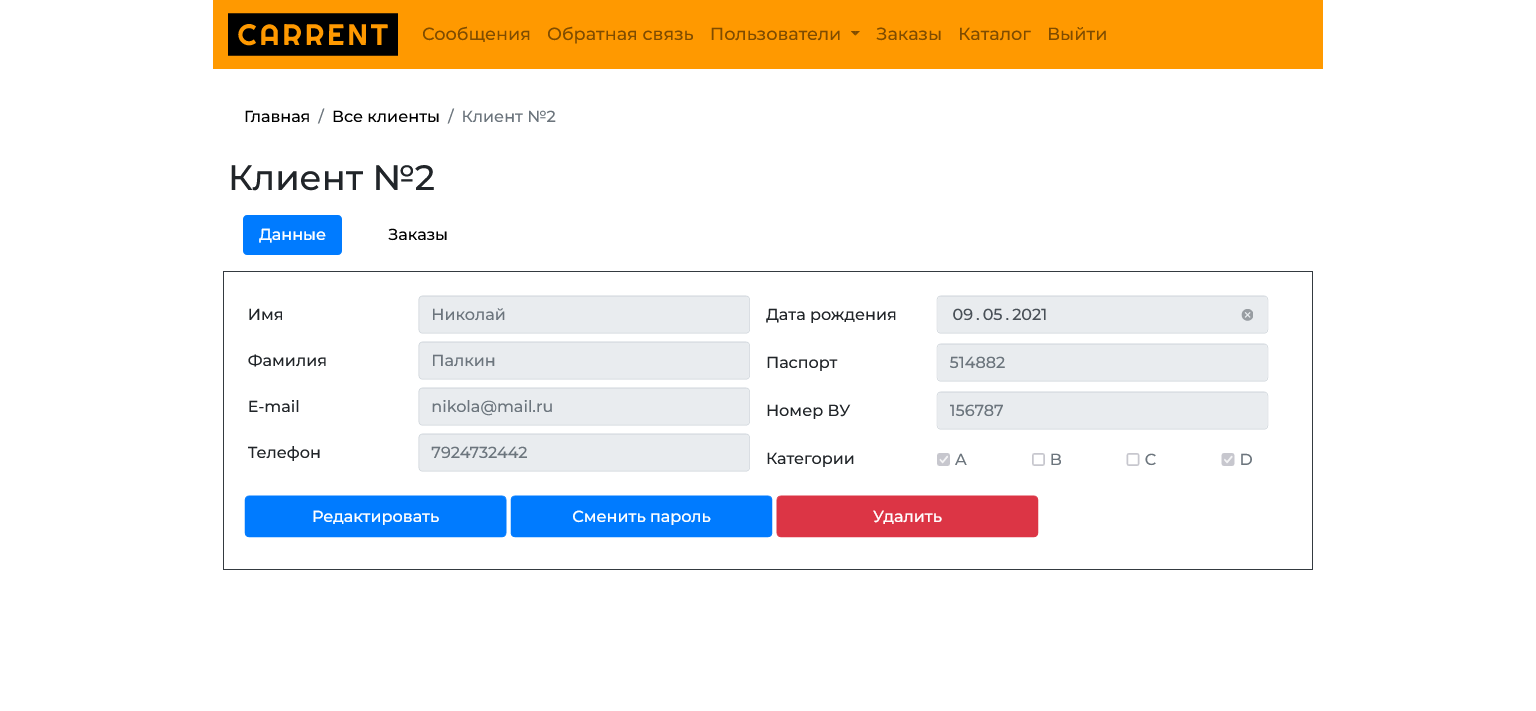 CARRENT Сообщения Обратная связь Пользователи Заказы Каталог Выйти
Главная / Все клиенты / Клиент №2
Клиент №2
Данные Заказы
Имя Николай Дата рождения 09.05.2021
Фамилия Палкин Паспорт 514882
E-mail nikola@mail.ru Номер ВУ 156787
Телефон 7924732442 Категории A B C D
Редактировать Сменить пароль Удалить